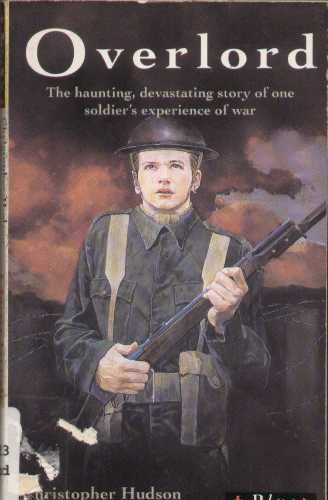 Overlord
The haunting, devastating story of one
soldier's experience of war
Christopher Hudson